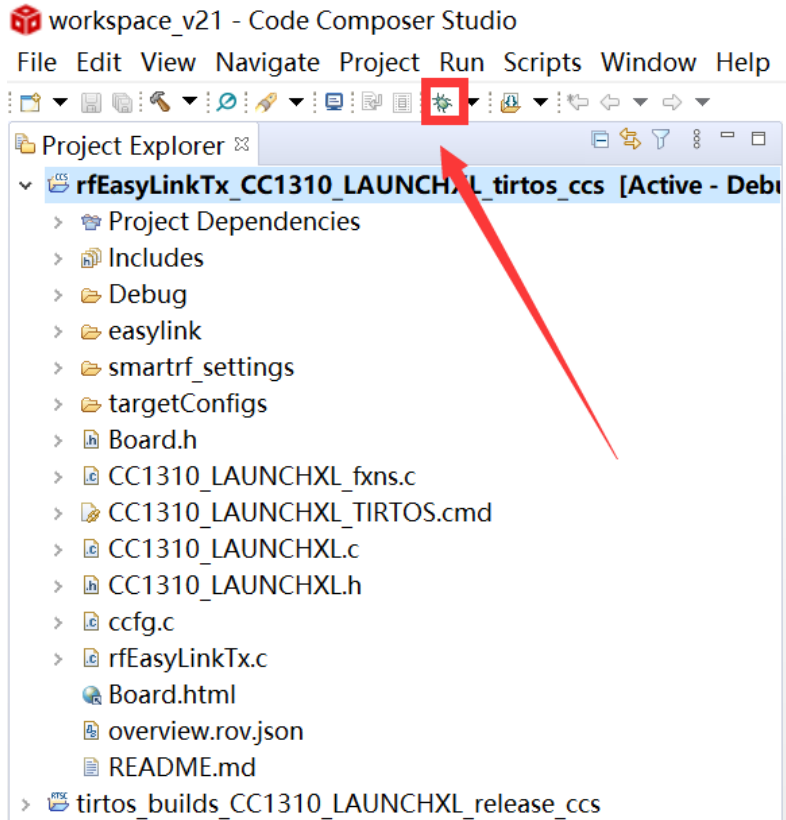 workspace_v21 - Code Composer Studio
File Edit View Navigate Project Run Scripts Window Help
Project Explorer
rfEasyLinkTx_CC1310_LAUNCHXL_tirtos_ccs [Active - Debu
Project Dependencies
Includes
Debug
easylink
smartrf_settings
targetConfigs
Board.h
CC1310_LAUNCHXL_fxns.c
CC1310_LAUNCHXL_TIRTOS.cmd
CC1310_LAUNCHXL.c
CC1310_LAUNCHXL.h
ccfg.c
rfEasyLinkTx.c
Board.html
overview.rov.json
README.md
tirtos_builds_CC1310_LAUNCHXL_release_ccs